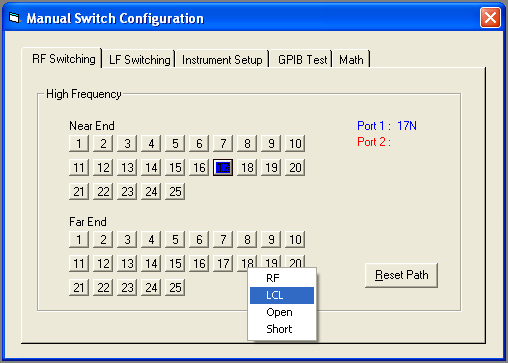 Manual Switch Configuration
RF Switching LF Switching Instrument Setup GPIB Test Math
High Frequency
Near End
Port 1 : 17N
1 2 3 4 5 6 7 8 9 10
Port 2 :
11 12 13 14 15 16 17 18 19 20
21 22 23 24 25
Far End
1 2 3 4 5 6 7 8 9 10
11 12 13 14 15 16 17 18 19 20
RF
Reset Path
21 22 23 24 25
LCL
Open
Short